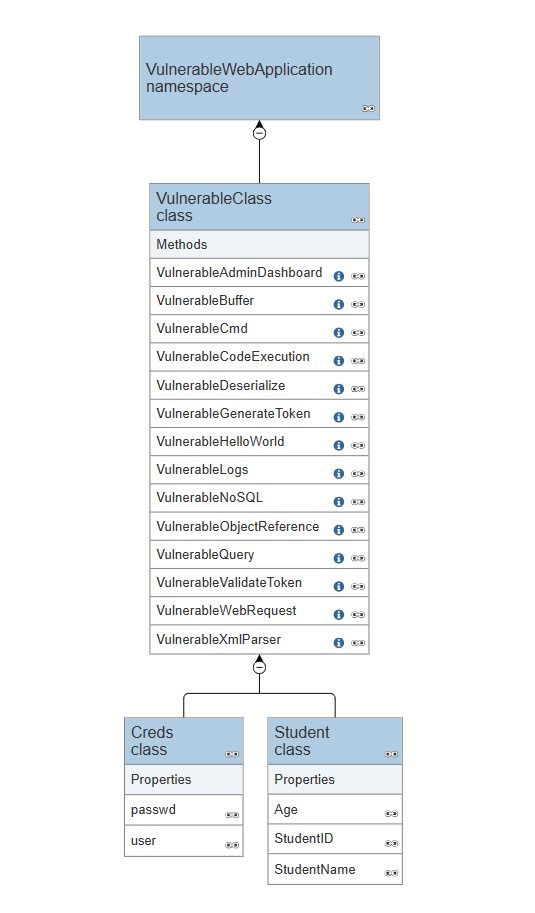 VulnerableWebApplication
namespace
VulnerableClass
class
Methods
VulnerableAdminDashboard
VulnerableBuffer
VulnerableCmd
VulnerableCodeExecution
VulnerableDeserialize
VulnerableGenerateToken
VulnerableHelloWorld
VulnerableLogs
VulnerableNoSQL
VulnerableObjectReference
VulnerableQuery
VulnerableValidateToken
VulnerableWebRequest
VulnerableXmlParser
Creds
class
Properties
passwd
user
Student
class
Properties
Age
StudentID
StudentName